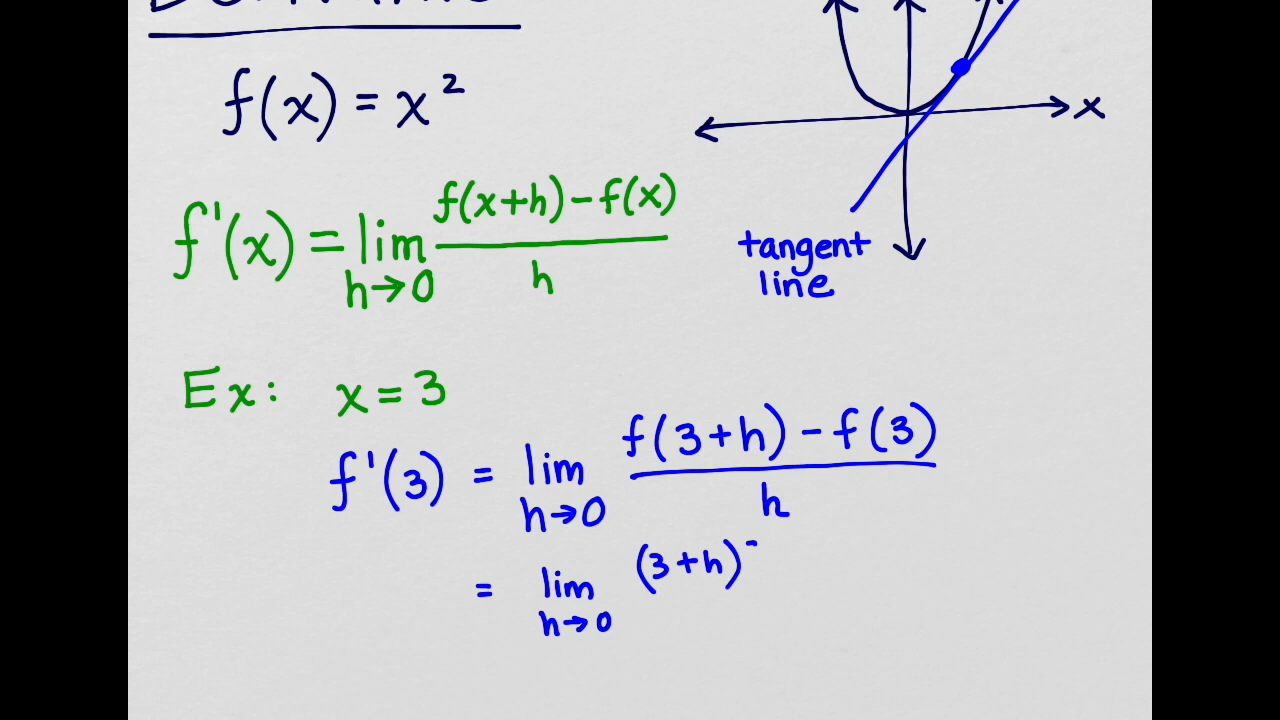 f(x) = x²
x
f'(x) = lim h→0 f(x+h) − f(x) / h
tangent
line
Ex: x = 3
f'(3) = lim h→0 f(3+h) − f(3) / h
= lim h→0 (3+h)